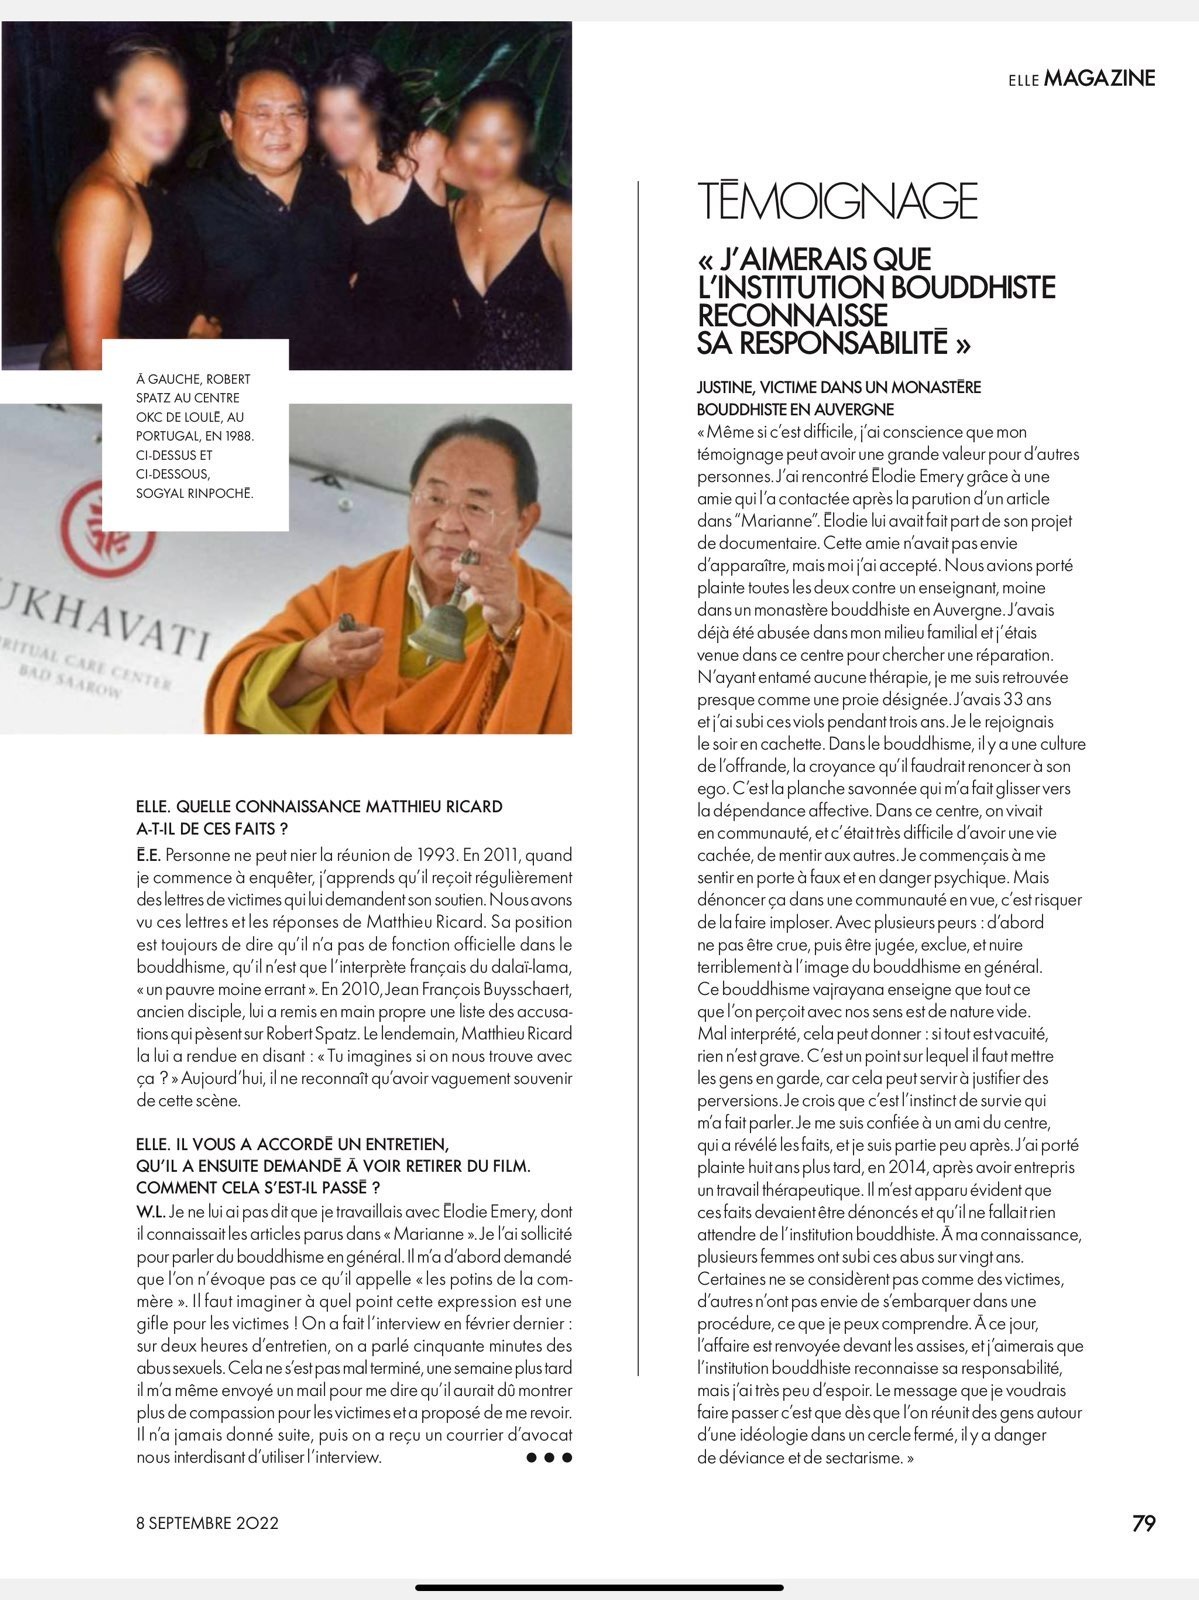 ELLE MAGAZINE
À GAUCHE, ROBERT
SPATZ AU CENTRE
OKC DE LOULÉ, AU
PORTUGAL, EN 1988.
CI-DESSUS ET
CI-DESSOUS,
SOGYAL RINPOCHÉ.
UKHAVATI
RITUAL CARE CENTER
BAD SAAROW
ELLE. QUELLE CONNAISSANCE MATTHIEU RICARD
A-T-IL DE CES FAITS ?
É.E. Personne ne peut nier la réunion de 1993. En 2011, quand
je commence à enquêter, j’apprends qu’il reçoit régulièrement
des lettres de victimes qui lui demandent son soutien. Nous avons
vu ces lettres et les réponses de Matthieu Ricard. Sa position
est toujours de dire qu’il n’a pas de fonction officielle dans le
bouddhisme, qu’il n’est que l’interprète français du dalaï-lama,
« un pauvre moine errant ». En 2010, Jean François Buysschaert,
ancien disciple, lui a remis en main propre une liste des accusa-
tions qui pèsent sur Robert Spatz. Le lendemain, Matthieu Ricard
la lui a rendue en disant : « Tu imagines si on nous trouve avec
ça ? » Aujourd’hui, il ne reconnaît qu’avoir vaguement souvenir
de cette scène.
ELLE. IL VOUS A ACCORDÉ UN ENTRETIEN,
QU’IL A ENSUITE DEMANDÉ À VOIR RETIRER DU FILM.
COMMENT CELA S’EST-IL PASSÉ ?
W.L. Je ne lui ai pas dit que je travaillais avec Élodie Emery, dont
il connaissait les articles parus dans « Marianne ». Je l’ai sollicité
pour parler du bouddhisme en général. Il m’a d’abord demandé
que l’on n’évoque pas ce qu’il appelle « les potins de la com-
mère ». Il faut imaginer à quel point cette expression est une
gifle pour les victimes ! On a fait l’interview en février dernier :
sur deux heures d’entretien, on a parlé cinquante minutes des
abus sexuels. Cela ne s’est pas mal terminé, une semaine plus tard
il m’a même envoyé un mail pour me dire qu’il aurait dû montrer
plus de compassion pour les victimes et a proposé de me revoir.
Il n’a jamais donné suite, puis on a reçu un courrier d’avocat
nous interdisant d’utiliser l’interview.
TÉMOIGNAGE
« J’AIMERAIS QUE
L’INSTITUTION BOUDDHISTE
RECONNAISSE
SA RESPONSABILITÉ »
JUSTINE, VICTIME DANS UN MONASTÈRE
BOUDDHISTE EN AUVERGNE
« Même si c’est difficile, j’ai conscience que mon
témoignage peut avoir une grande valeur pour d’autres
personnes. J’ai rencontré Élodie Emery grâce à une
amie qui l’a contactée après la parution d’un article
dans “Marianne”. Élodie lui avait fait part de son projet
de documentaire. Cette amie n’avait pas envie
d’apparaître, mais moi j’ai accepté. Nous avions porté
plainte toutes les deux contre un enseignant, moine
dans un monastère bouddhiste en Auvergne. J’avais
déjà été abusée dans mon milieu familial et j’étais
venue dans ce centre pour chercher une réparation.
N’ayant entamé aucune thérapie, je me suis retrouvée
presque comme une proie désignée. J’avais 33 ans
et j’ai subi ces viols pendant trois ans. Je le rejoignais
le soir en cachette. Dans le bouddhisme, il y a une culture
de l’offrande, la croyance qu’il faudrait renoncer à son
ego. C’est la planche savonnée qui m’a fait glisser vers
la dépendance affective. Dans ce centre, on vivait
en communauté, et c’était très difficile d’avoir une vie
cachée, de mentir aux autres. Je commençais à me
sentir en porte à faux et en danger psychique. Mais
dénoncer ça dans une communauté en vue, c’est risquer
de la faire imploser. Avec plusieurs peurs : d’abord
ne pas être crue, puis être jugée, exclue, et nuire
terriblement à l’image du bouddhisme en général.
Ce bouddhisme vajrayana enseigne que tout ce
que l’on perçoit avec nos sens est de nature vide.
Mal interprété, cela peut donner : si tout est vacuité,
rien n’est grave. C’est un point sur lequel il faut mettre
les gens en garde, car cela peut servir à justifier des
perversions. Je crois que c’est l’instinct de survie qui
m’a fait parler. Je me suis confiée à un ami du centre,
qui a révélé les faits, et je suis partie peu après. J’ai porté
plainte huit ans plus tard, en 2014, après avoir entrepris
un travail thérapeutique. Il m’est apparu évident que
ces faits devaient être dénoncés et qu’il ne fallait rien
attendre de l’institution bouddhiste. À ma connaissance,
plusieurs femmes ont subi ces abus sur vingt ans.
Certaines ne se considèrent pas comme des victimes,
d’autres n’ont pas envie de s’embarquer dans une
procédure, ce que je peux comprendre. À ce jour,
l’affaire est renvoyée devant les assises, et j’aimerais que
l’institution bouddhiste reconnaisse sa responsabilité,
mais j’ai très peu d’espoir. Le message que je voudrais
faire passer c’est que dès que l’on réunit des gens autour
d’une idéologie dans un cercle fermé, il y a danger
de déviance et de sectarisme. »
8 SEPTEMBRE 2022
79